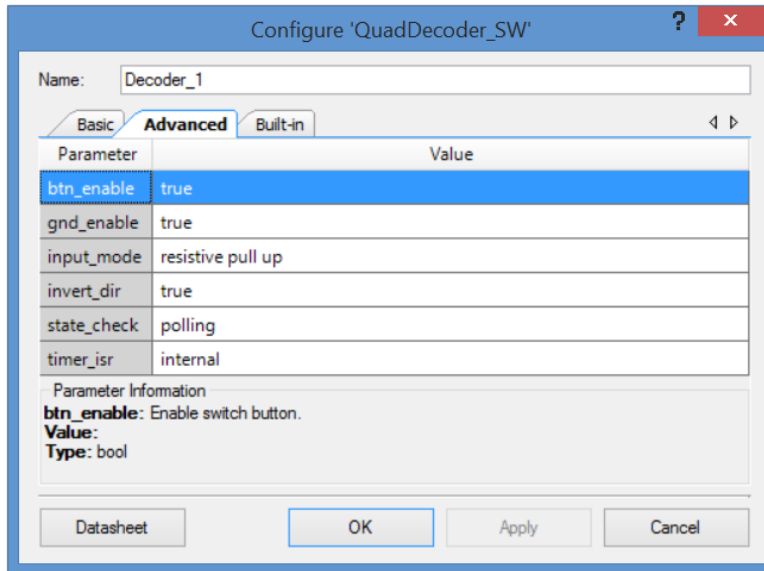 Configure 'QuadDecoder_SW'
?
×
Name: Decoder_1
Basic Advanced Built-in
Parameter Value
btn_enable true
gnd_enable true
input_mode resistive pull up
invert_dir true
state_check polling
timer_isr internal
Parameter Information
btn_enable: Enable switch button.
Value:
Type: bool
Datasheet OK Apply Cancel